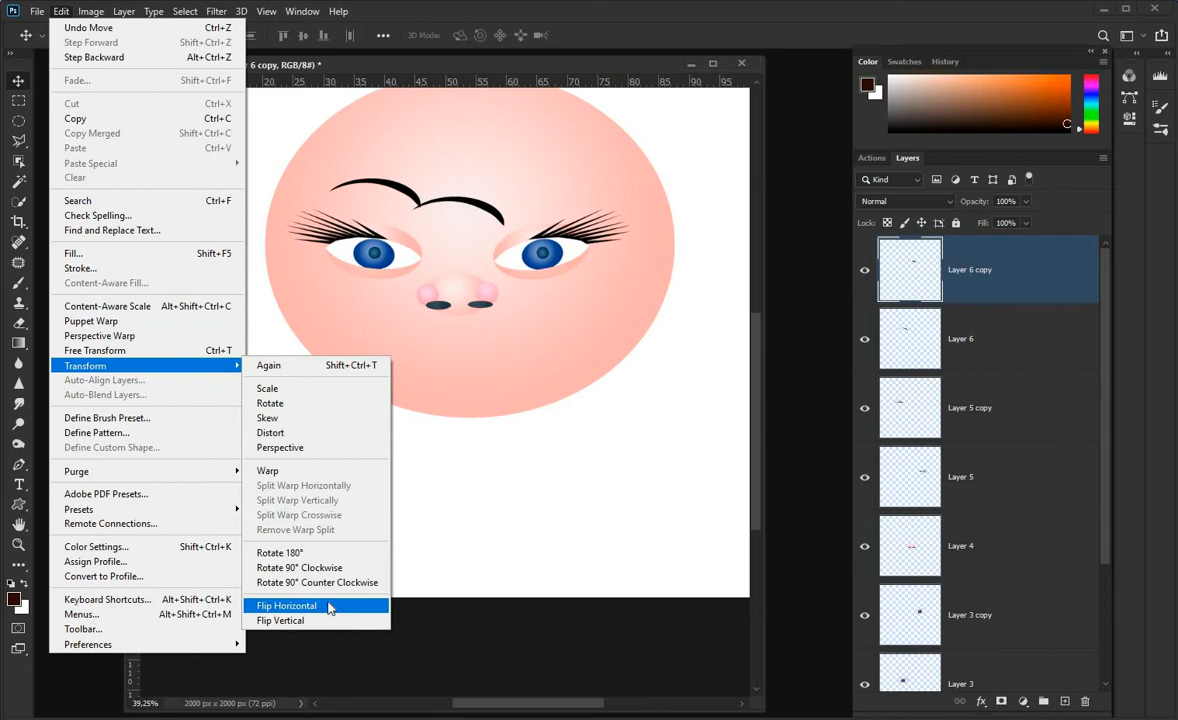 Ps File Edit Image Layer Type Select Filter 3D View Window Help
3D Mode:
r 6 copy, RGB/8#) *
20 25 30 35 40 45 50 55 60 65 70 75 80 85 90 95
Undo Move Ctrl+Z
Step Forward Shift+Ctrl+Z
Step Backward Alt+Ctrl+Z
Fade... Shift+Ctrl+F
Cut Ctrl+X
Copy Ctrl+C
Copy Merged Shift+Ctrl+C
Paste Ctrl+V
Paste Special
Clear
Search Ctrl+F
Check Spelling...
Find and Replace Text...
Fill... Shift+F5
Stroke...
Content-Aware Fill...
Content-Aware Scale Alt+Shift+Ctrl+C
Puppet Warp
Perspective Warp
Free Transform Ctrl+T
Transform
Auto-Align Layers...
Auto-Blend Layers...
Define Brush Preset...
Define Pattern...
Define Custom Shape...
Purge
Adobe PDF Presets...
Presets
Remote Connections...
Color Settings... Shift+Ctrl+K
Assign Profile...
Convert to Profile...
Keyboard Shortcuts... Alt+Shift+Ctrl+K
Menus... Alt+Shift+Ctrl+M
Toolbar...
Preferences
Again Shift+Ctrl+T
Scale
Rotate
Skew
Distort
Perspective
Warp
Split Warp Horizontally
Split Warp Vertically
Split Warp Crosswise
Remove Warp Split
Rotate 180°
Rotate 90° Clockwise
Rotate 90° Counter Clockwise
Flip Horizontal
Flip Vertical
Color Swatches History
Actions Layers
Kind
Normal Opacity: 100%
Lock: Fill: 100%
Layer 6 copy
Layer 6
Layer 5 copy
Layer 5
Layer 4
Layer 3 copy
Layer 3
39,25% 2000 px x 2000 px (72 ppi)